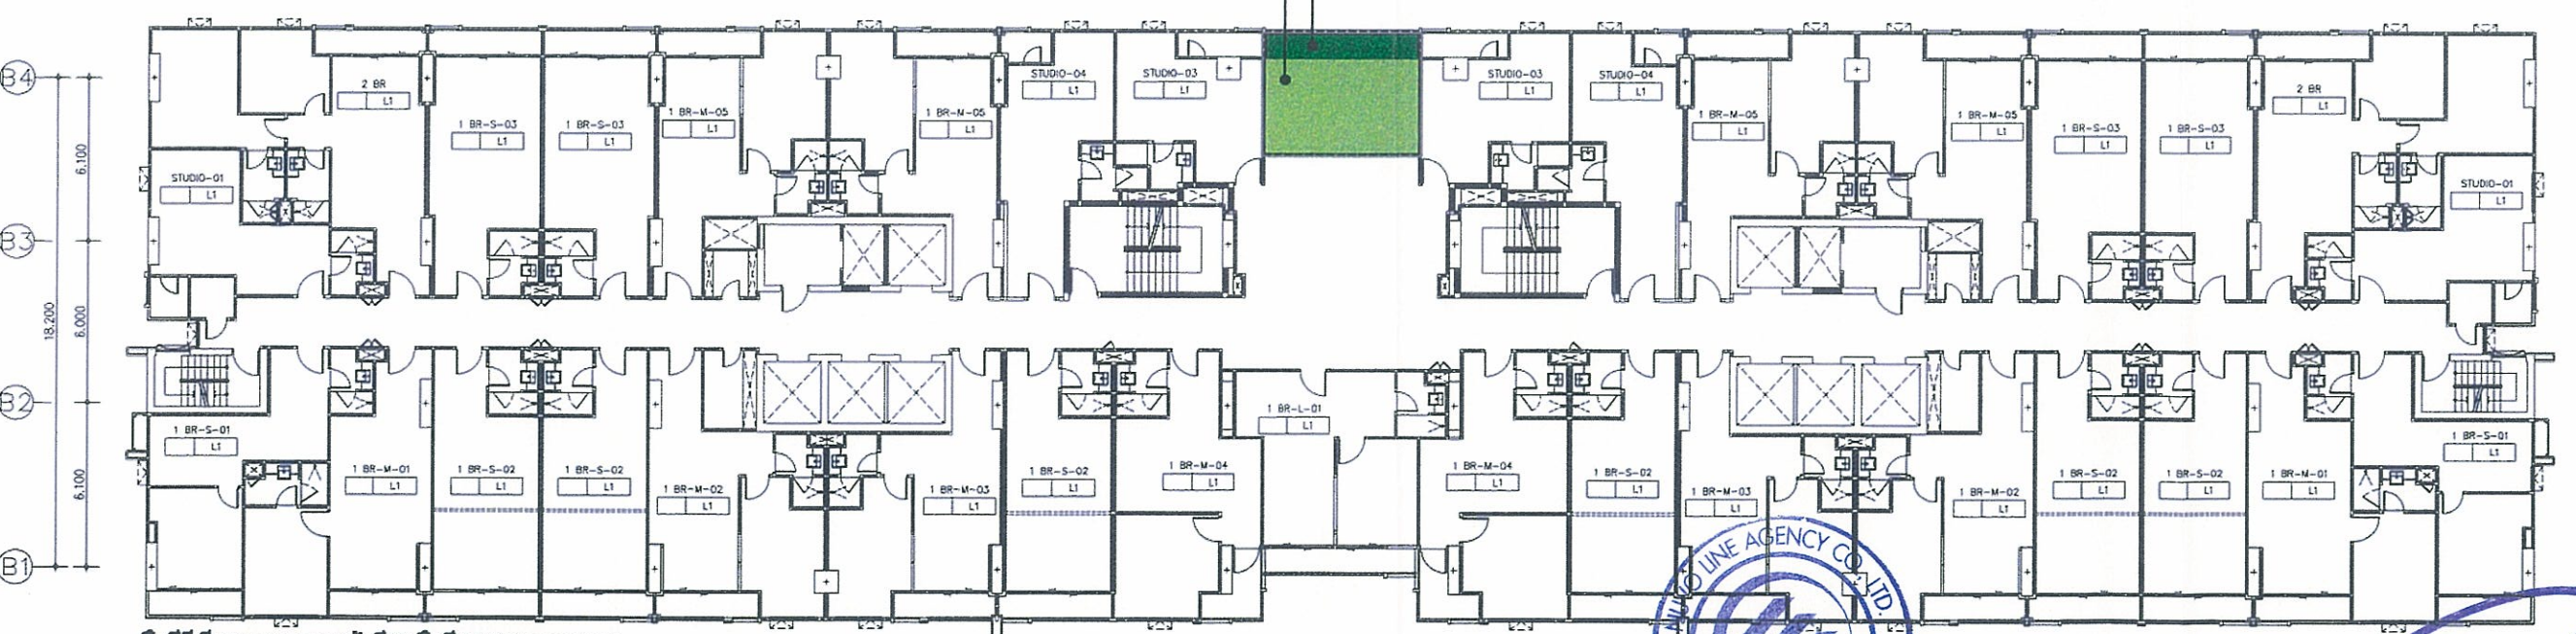 B4
B3
B2
B1
18,200
6,100
6,000
6,100
2 BR
L1
1 BR-S-03
L1
1 BR-S-03
L1
1 BR-M-05
L1
1 BR-M-05
L1
STUDIO-04
L1
STUDIO-03
L1
STUDIO-03
L1
STUDIO-04
L1
1 BR-M-05
L1
1 BR-M-05
L1
1 BR-S-03
L1
1 BR-S-03
L1
2 BR
L1
STUDIO-01
L1
STUDIO-01
L1
1 BR-S-01
L1
1 BR-M-01
L1
1 BR-S-02
L1
1 BR-S-02
L1
1 BR-M-02
L1
1 BR-M-03
L1
1 BR-S-02
L1
1 BR-M-04
L1
1 BR-L-01
L1
1 BR-M-04
L1
1 BR-S-02
L1
1 BR-M-03
L1
1 BR-M-02
L1
1 BR-S-02
L1
1 BR-S-02
L1
1 BR-M-01
L1
1 BR-S-01
L1
LINE AGENCY CO., LTD.